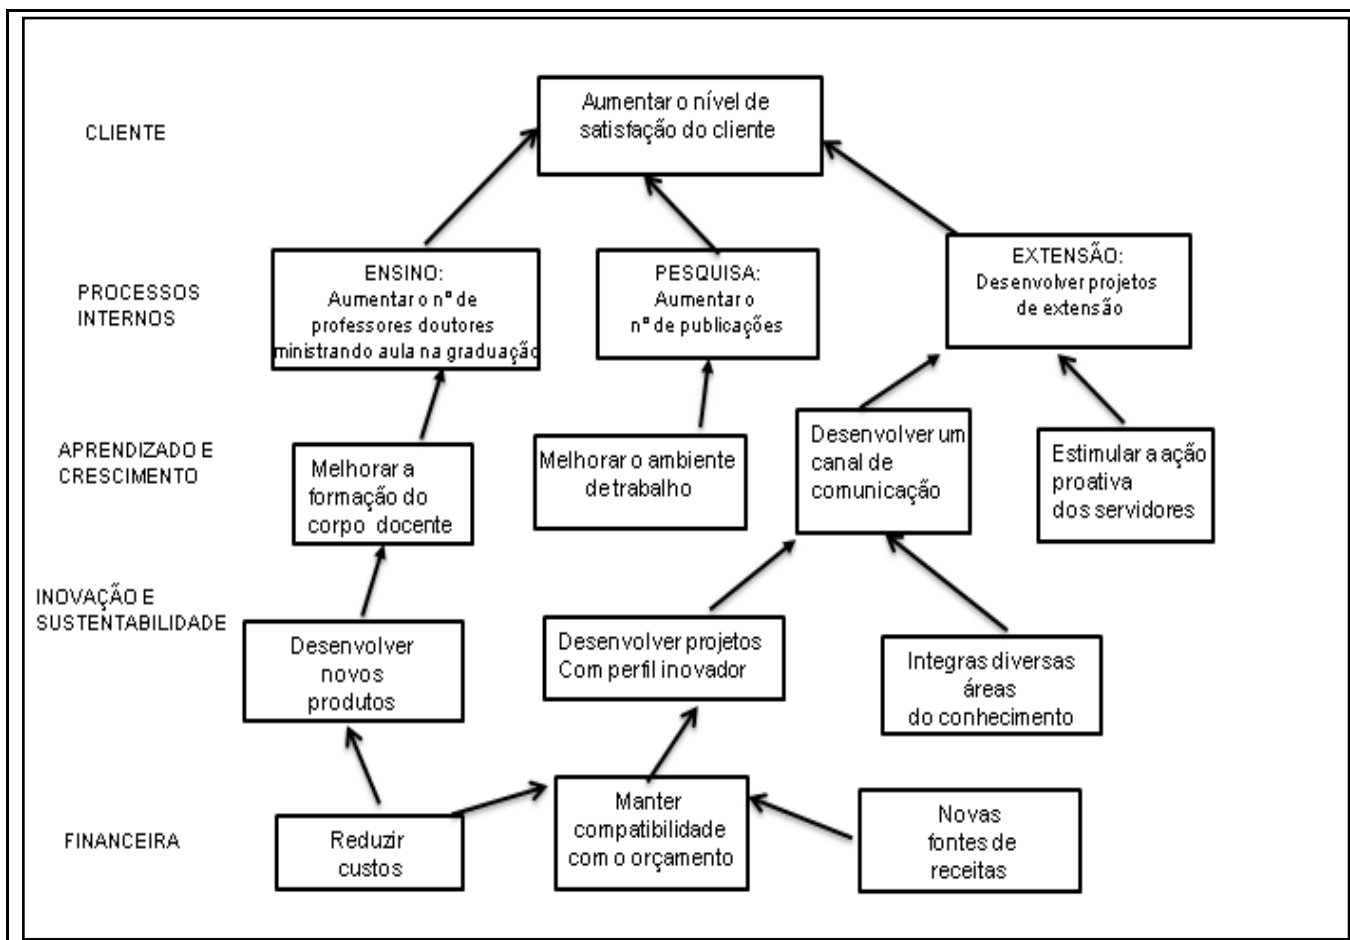 CLIENTE
Aumentar o nível de
satisfação do cliente
PROCESSOS
INTERNOS
ENSINO:
Aumentar o nº de
professores doutores
ministrando aula na graduação
PESQUISA:
Aumentar o
nº de publicações
EXTENSÃO:
Desenvolver projetos
de extensão
APRENDIZADO E
CRESCIMENTO
Melhorar a
formação do
corpo docente
Melhorar o ambiente
de trabalho
Desenvolver um
canal de
comunicação
Estimular a ação
proativa
dos servidores
INOVAÇÃO E
SUSTENTABILIDADE
Desenvolver
novos
produtos
Desenvolver projetos
Com perfil inovador
Integras diversas
áreas
do conhecimento
FINANCEIRA
Reduzir
custos
Manter
compatibilidade
com o orçamento
Novas
fontes de
receitas